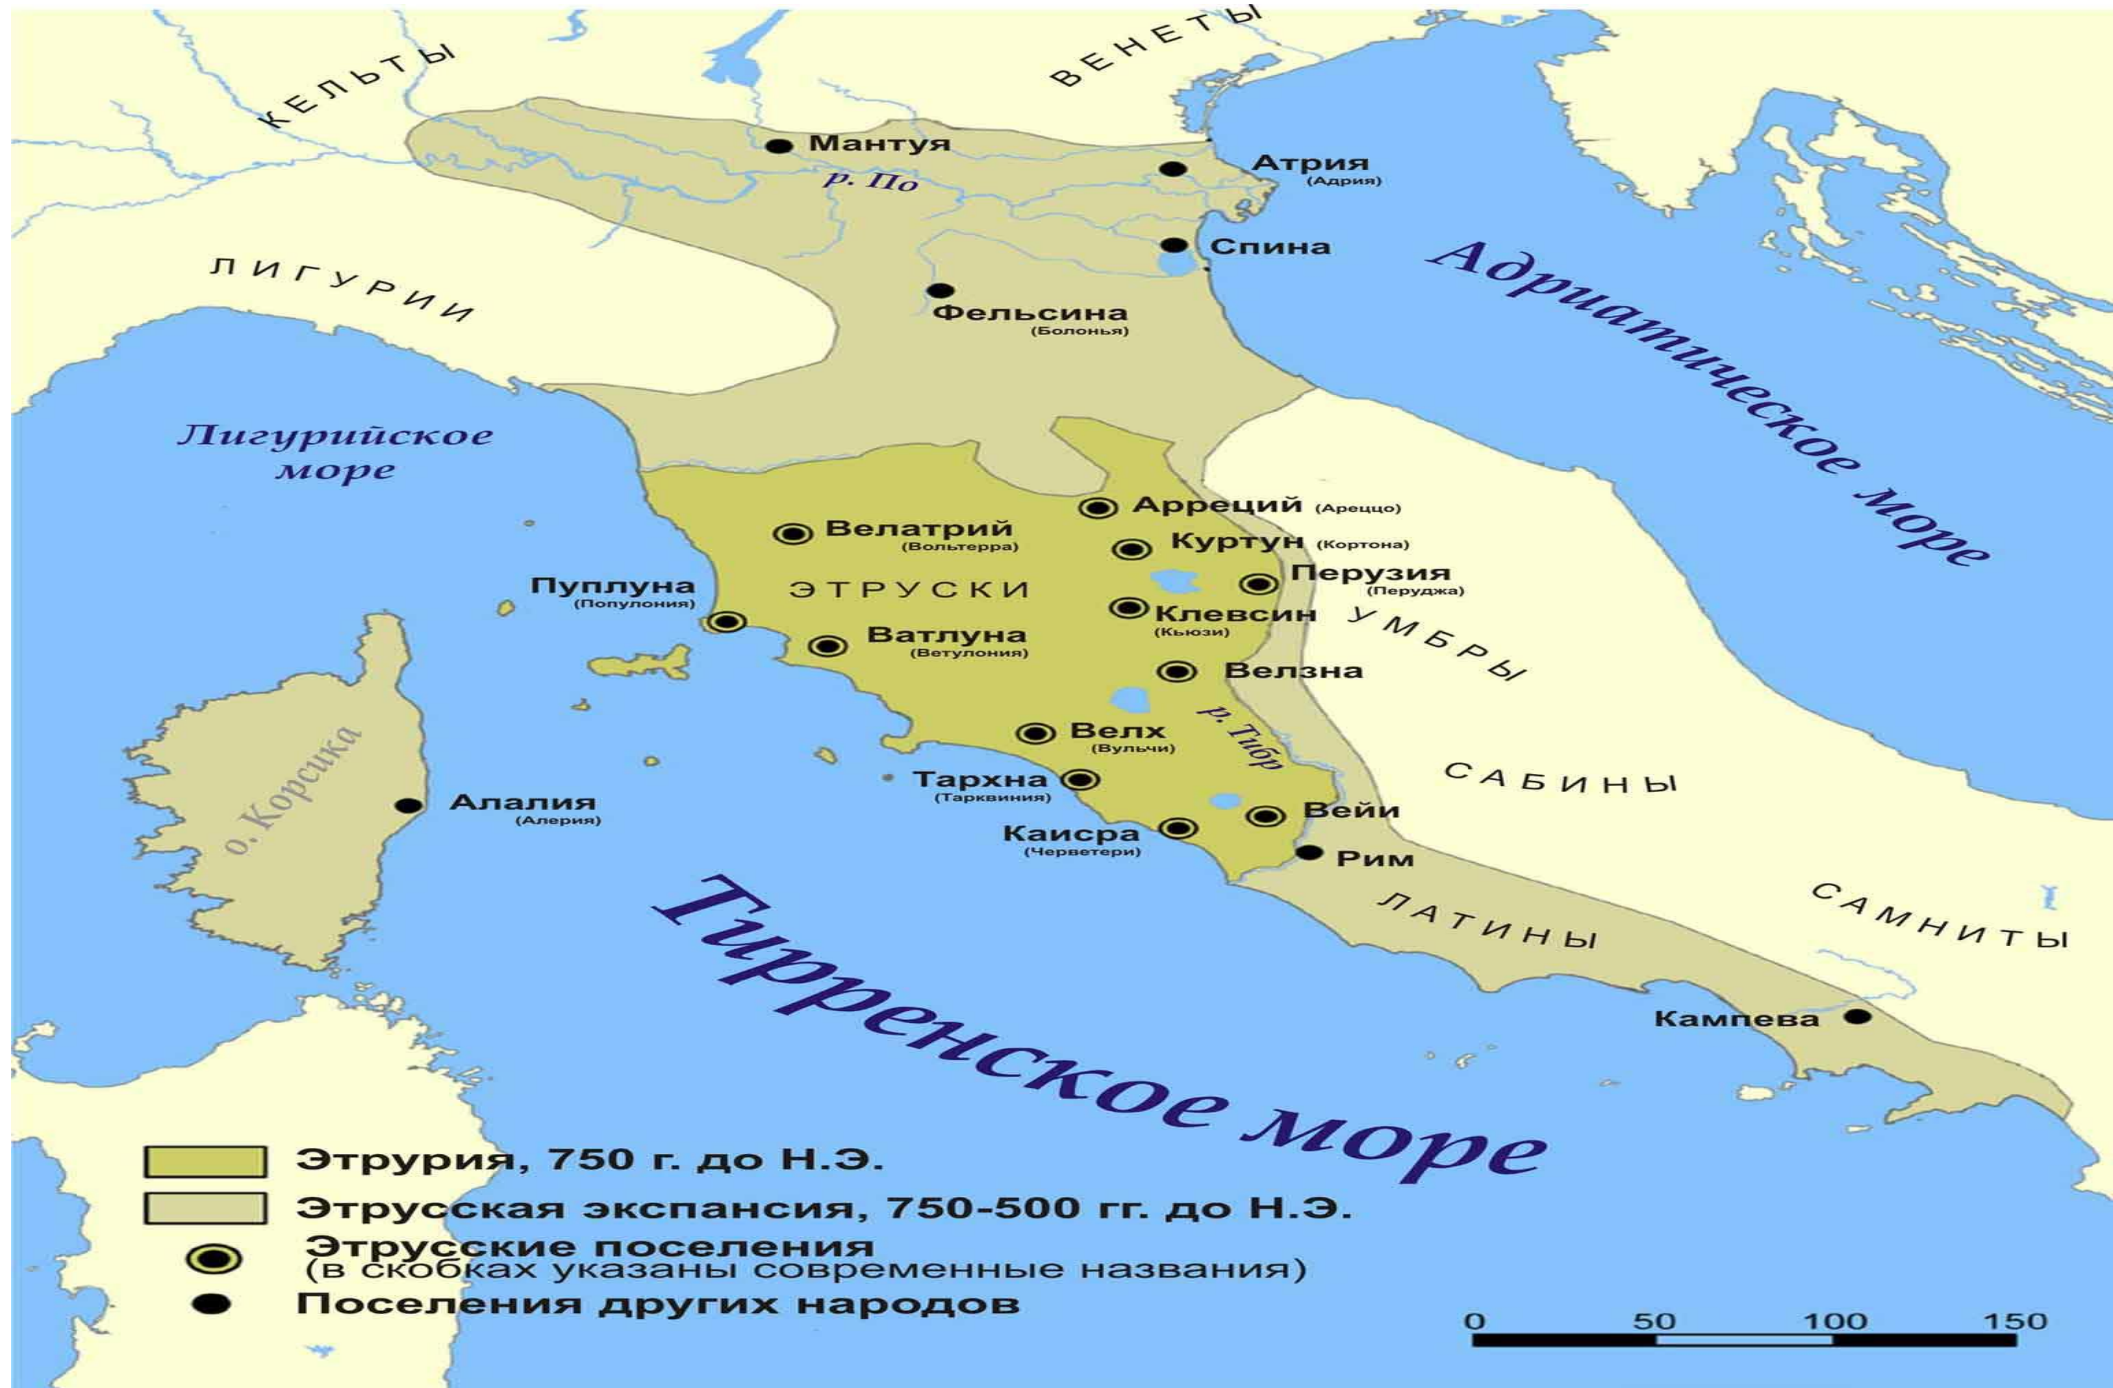 КЕЛЬТЫ
ВЕНЕТЫ
Мантуя
р. По
Атрия
(Адрия)
Спина
ЛИГУРИИ
Фельсина
(Болонья)
Адриатическое море
Лигурийское
море
Арреций (Ареццо)
Велатрий
(Вольтерра)
Куртун (Кортона)
Перузия
(Перуджа)
Пуплуна
(Популония)
ЭТРУСКИ
Клевсин
(Кьюзи)
УМБРЫ
Ватлуна
(Ветулония)
Велзна
р. Тибр
Велх
(Вульчи)
о. Корсика
САБИНЫ
Тархна
(Тарквиния)
Алалия
(Алерия)
Вейи
Каисра
(Черветери)
Рим
ЛАТИНЫ
САМНИТЫ
Тирренское море
Кампева
Этрурия, 750 г. до Н.Э.
Этрусская экспансия, 750-500 гг. до Н.Э.
Этрусские поселения
(в скобках указаны современные названия)
Поселения других народов
0 50 100 150